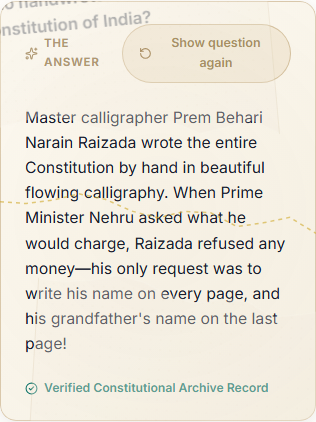 o handw
nstitution of India?
THE
ANSWER
Show question
again
Master calligrapher Prem Behari
Narain Raizada wrote the entire
Constitution by hand in beautiful
flowing calligraphy. When Prime
Minister Nehru asked what he
would charge, Raizada refused any
money—his only request was to
write his name on every page, and
his grandfather's name on the last
page!
Verified Constitutional Archive Record